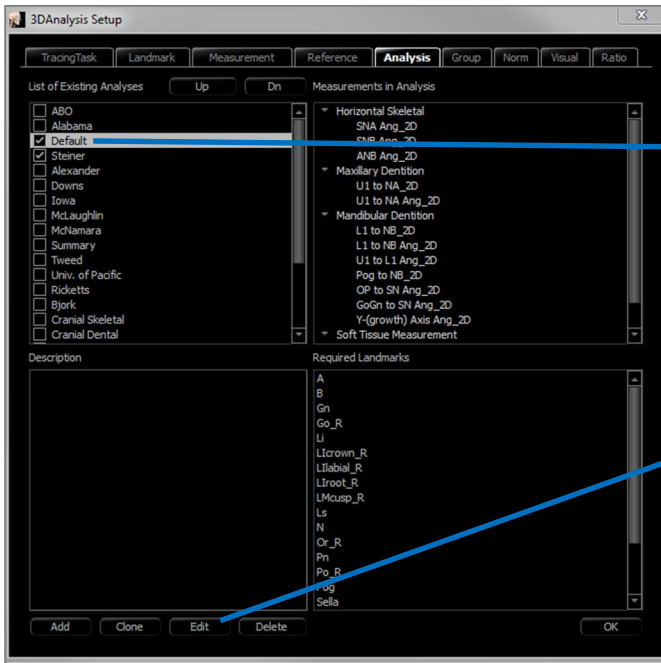 3DAnalysis Setup
TracingTask Landmark Measurement Reference Analysis Group Norm Visual Ratio
List of Existing Analyses Up Dn
ABO
Alabama
Default
Steiner
Alexander
Downs
Iowa
McLaughlin
McNamara
Summary
Tweed
Univ. of Pacific
Ricketts
Bjork
Cranial Skeletal
Cranial Dental
Measurements in Analysis
Horizontal Skeletal
SNA Ang_2D
SNB Ang_2D
ANB Ang_2D
Maxillary Dentition
U1 to NA_2D
U1 to NA Ang_2D
Mandibular Dentition
L1 to NB_2D
L1 to NB Ang_2D
U1 to L1 Ang_2D
Pog to NB_2D
OP to SN Ang_2D
GoGn to SN Ang_2D
Y-(growth) Axis Ang_2D
Soft Tissue Measurement
Description
Required Landmarks
A
B
Gn
Go_R
Li
LIcrown_R
LIlabial_R
LIroot_R
LMcusp_R
Ls
N
Or_R
Pn
Po_R
Pog
Sella
Add Clone Edit Delete OK